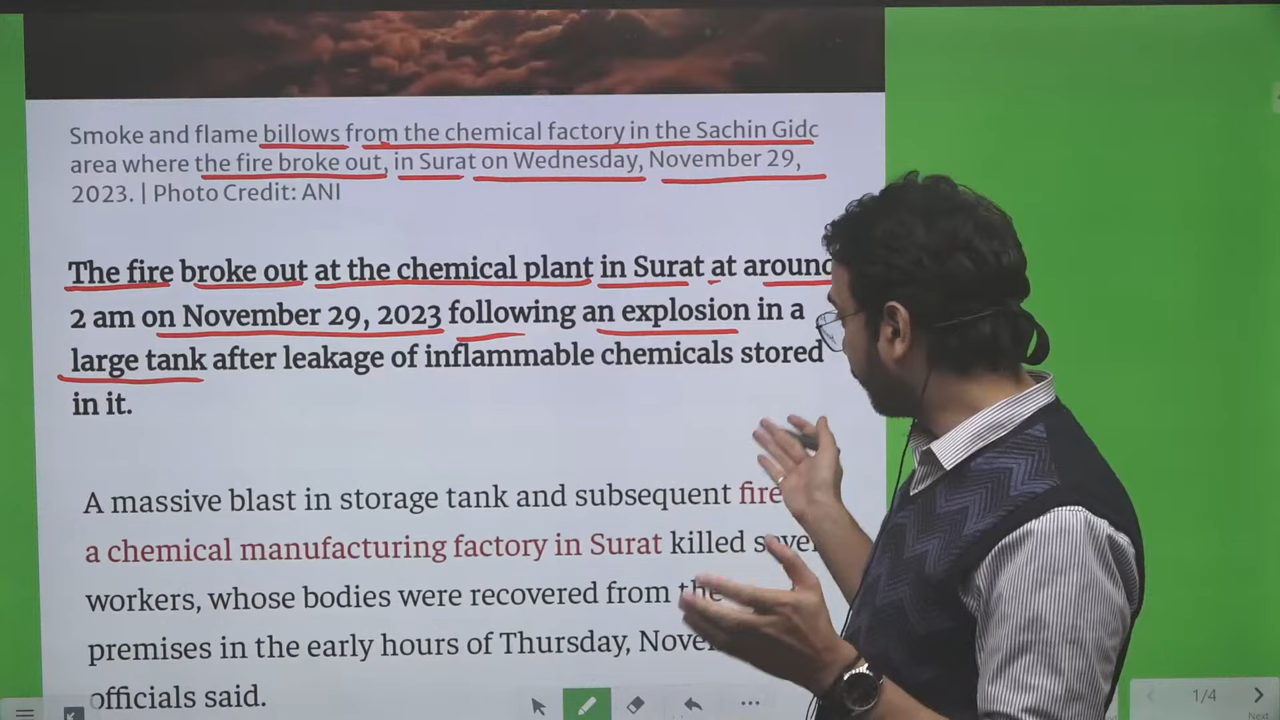 Smoke and flame billows from the chemical factory in the Sachin Gidc
area where the fire broke out, in Surat on Wednesday, November 29,
2023. | Photo Credit: ANI
The fire broke out at the chemical plant in Surat at around
2 am on November 29, 2023 following an explosion in a
large tank after leakage of inflammable chemicals stored
in it.
A massive blast in storage tank and subsequent fire
a chemical manufacturing factory in Surat killed
workers, whose bodies were recovered from the
premises in the early hours of Thursday,
officials said.
1/4